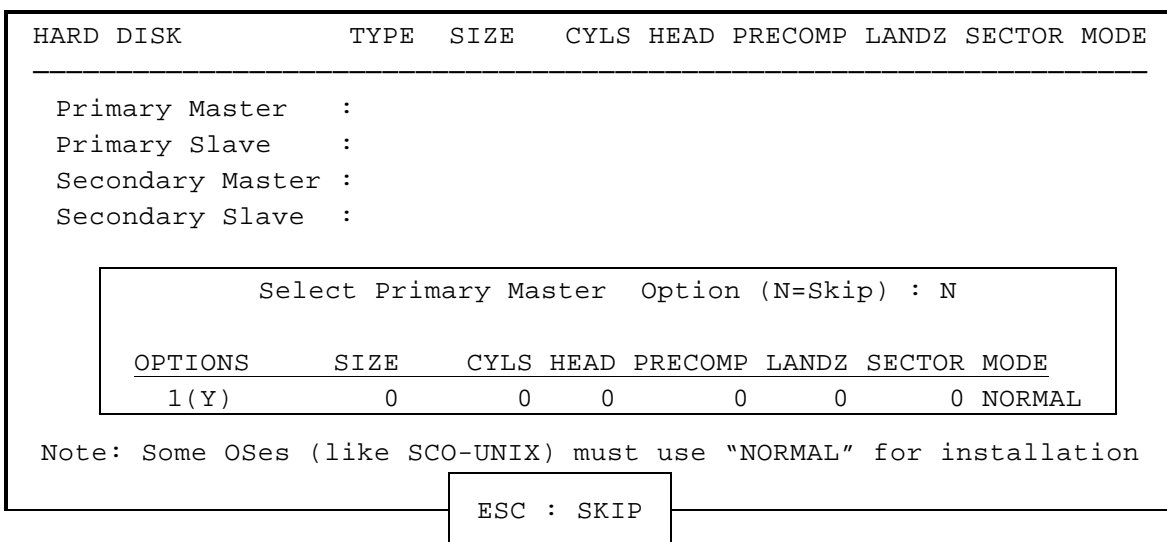 HARD DISK TYPE SIZE CYLS HEAD PRECOMP LANDZ SECTOR MODE
Primary Master :
Primary Slave :
Secondary Master :
Secondary Slave :
Select Primary Master Option (N=Skip) : N
OPTIONS SIZE CYLS HEAD PRECOMP LANDZ SECTOR MODE
1(Y) 0 0 0 0 0 0 NORMAL
Note: Some OSes (like SCO-UNIX) must use “NORMAL” for installation
ESC : SKIP